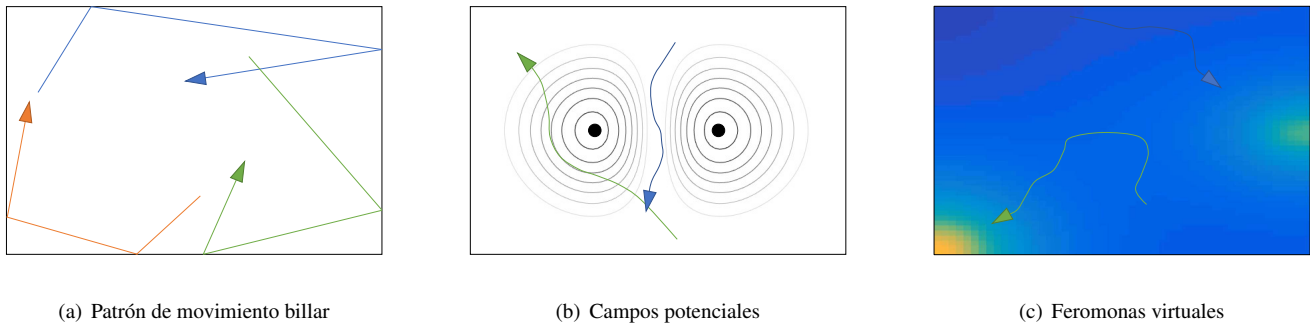 (a) Patrón de movimiento billar
(b) Campos potenciales
(c) Feromonas virtuales